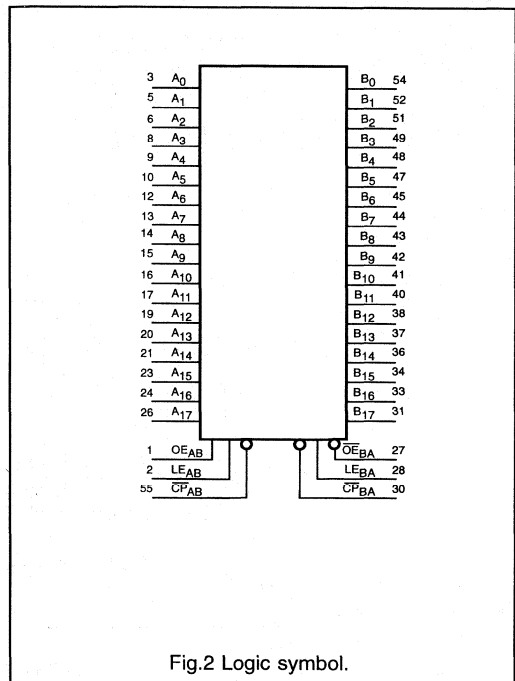 3 A0 B0 54
5 A1 B1 52
6 A2 B2 51
8 A3 B3 49
9 A4 B4 48
10 A5 B5 47
12 A6 B6 45
13 A7 B7 44
14 A8 B8 43
15 A9 B9 42
16 A10 B10 41
17 A11 B11 40
19 A12 B12 38
20 A13 B13 37
21 A14 B14 36
23 A15 B15 34
24 A16 B16 33
26 A17 B17 31
1 OEAB O̅E̅BA 27
2 LEAB LEBA 28
55 C̅P̅AB C̅P̅BA 30
Fig.2 Logic symbol.